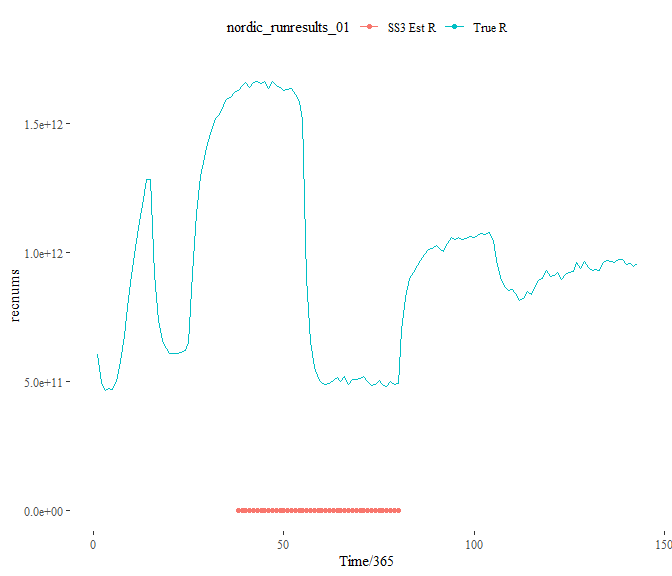 nordic_runresults_01 SS3 Est R True R
1.5e+12
1.0e+12
5.0e+11
0.0e+00
recnums
0 50 100 150
Time/365